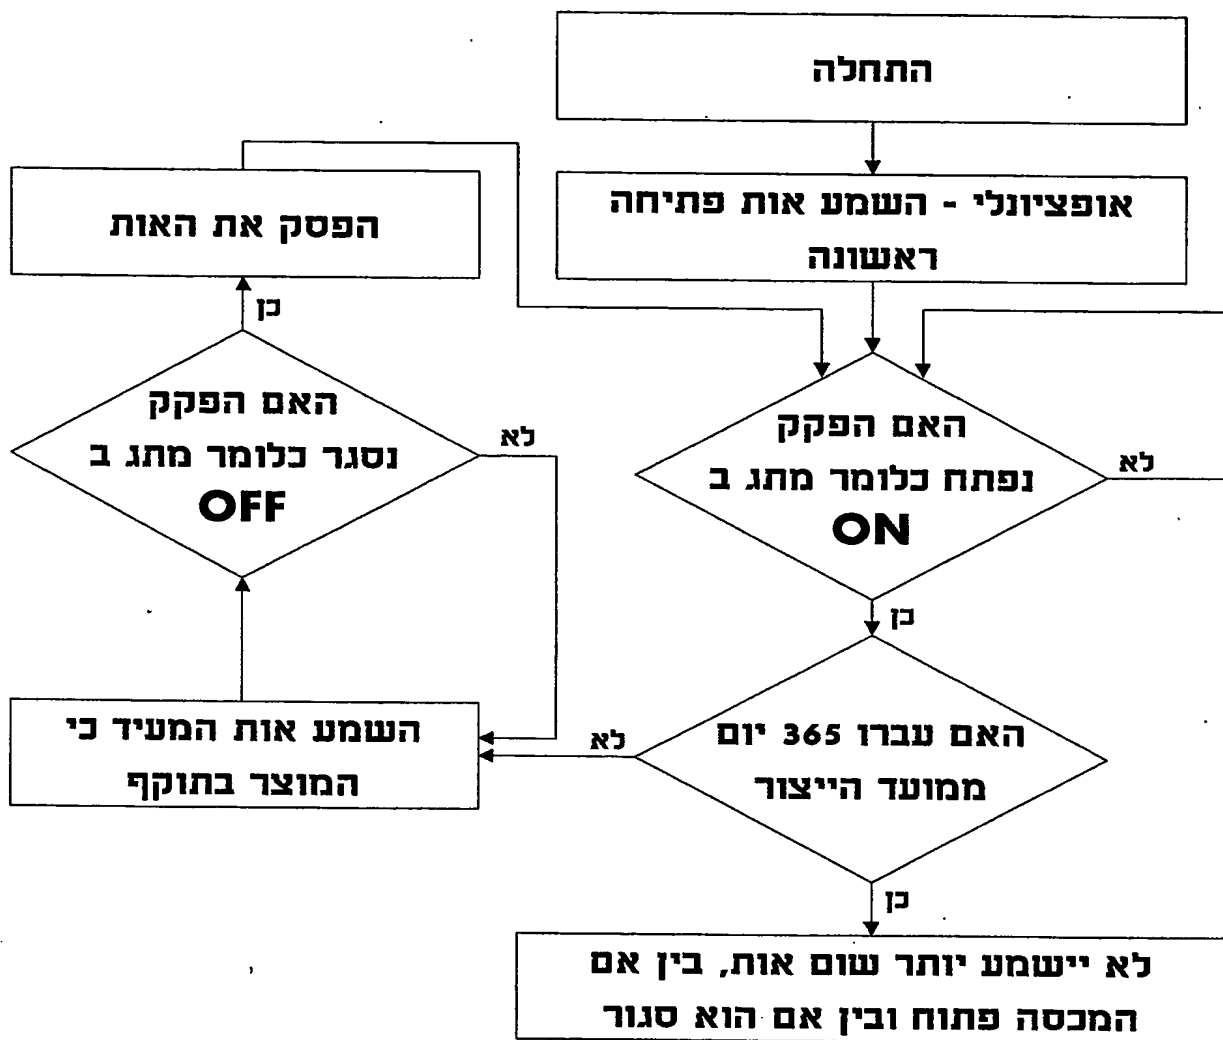 התחלה
אופציונלי - השמע אות פתיחה
ראשונה
הפסק את האות
כן
האם הפקק
נסגר כלומר מתג ב
OFF
לא
האם הפקק
נפתח כלומר מתג ב
ON
לא
כן
האם עברו 365 יום
ממועד הייצור
לא
השמע אות המעיד כי
המוצר בתוקף
כן
לא יישמע יותר שום אות, בין אם
המכסה פתוח ובין אם הוא סגור